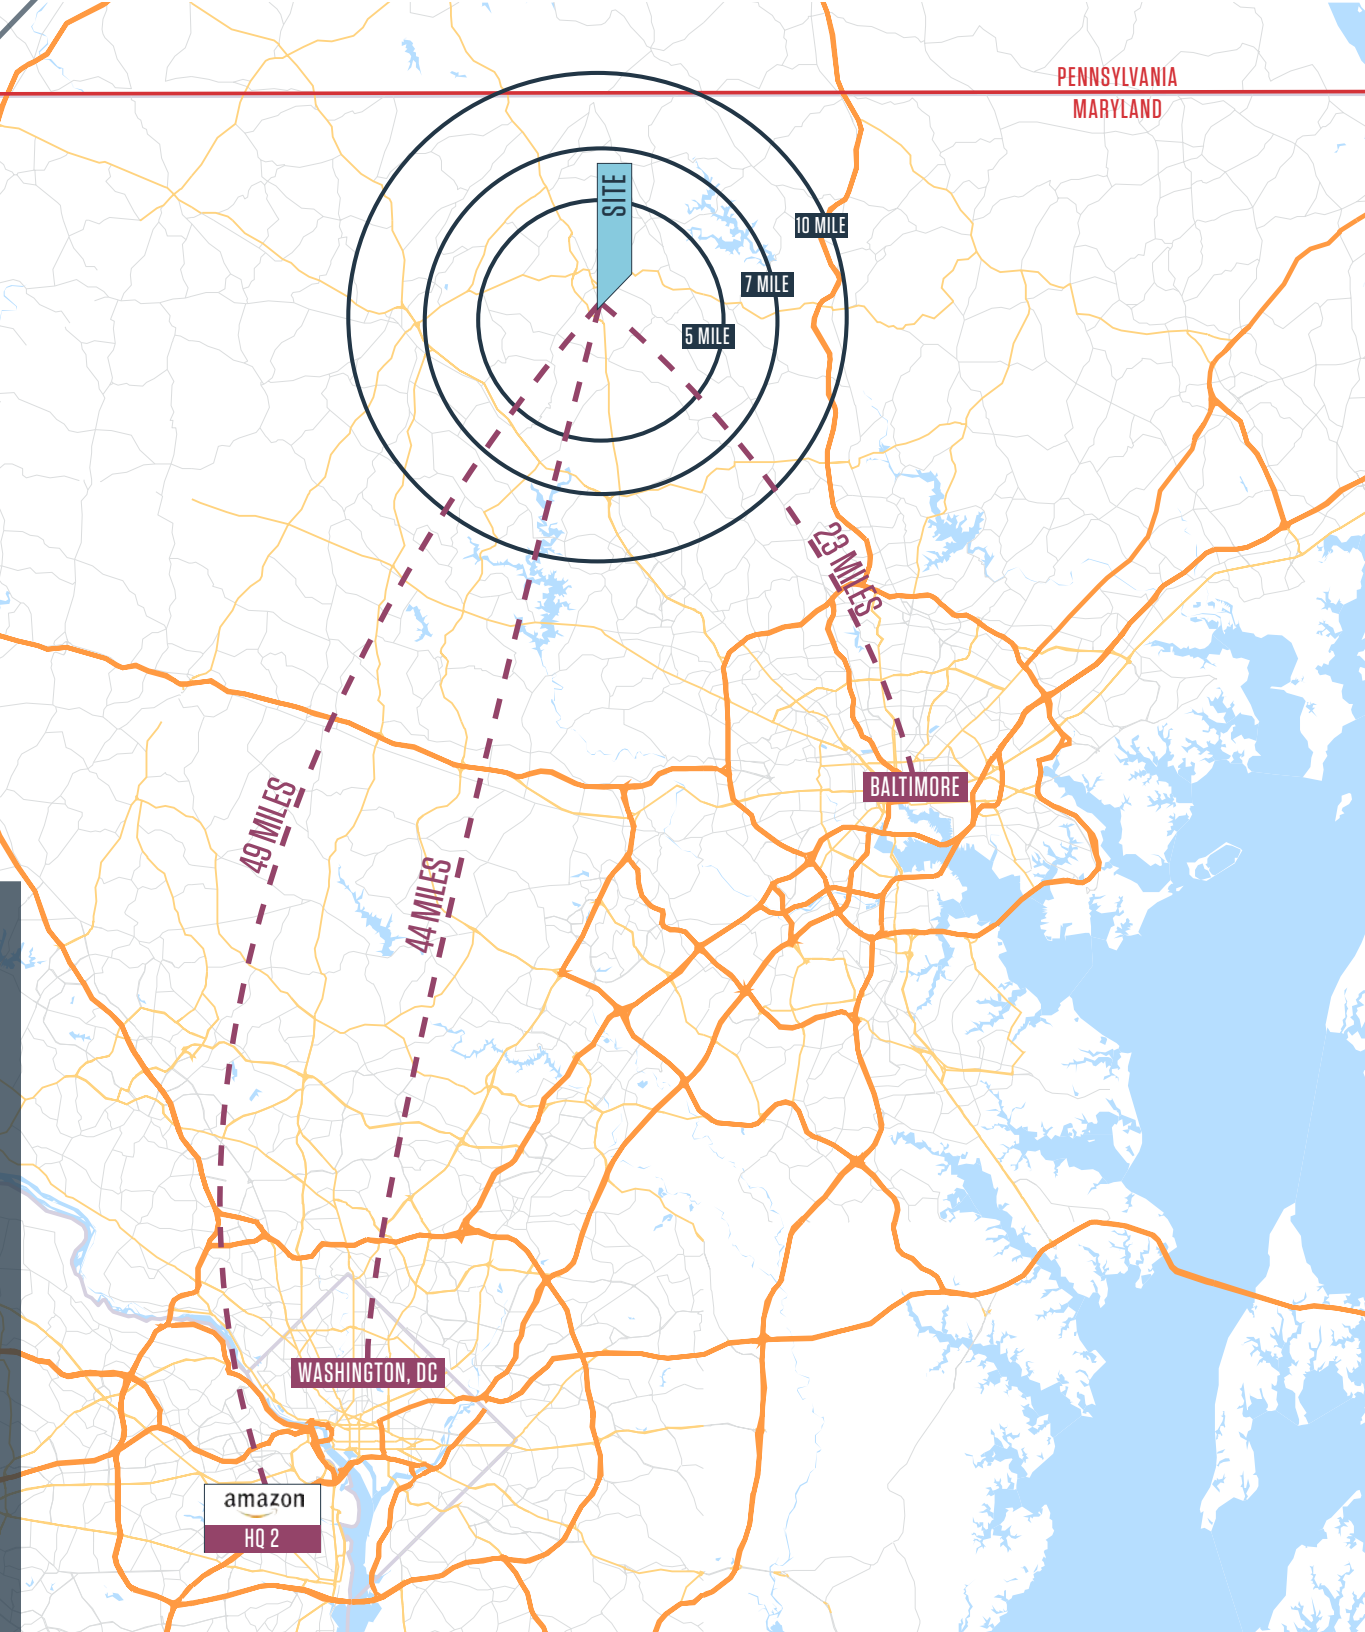 PENNSYLVANIA
MARYLAND
SITE
10 MILE
7 MILE
5 MILE
23 MILES
BALTIMORE
49 MILES
44 MILES
WASHINGTON, DC
amazon
HQ 2